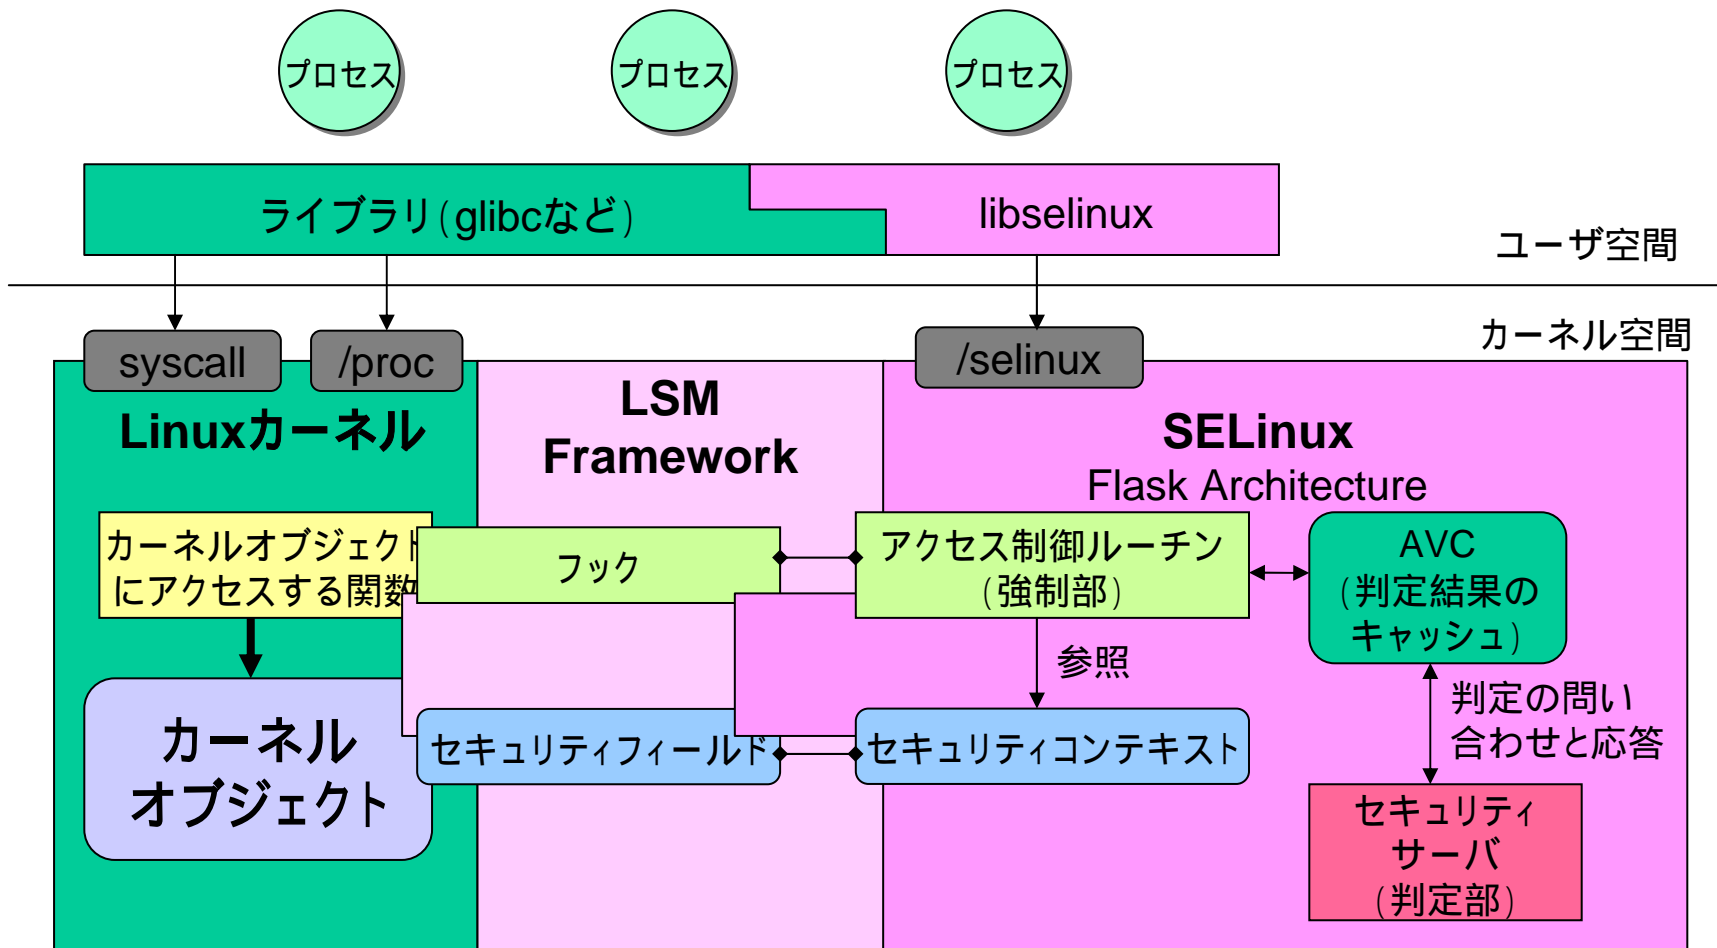 プロセス
プロセス
プロセス
ライブラリ(glibcなど)
libselinux
ユーザ空間
カーネル空間
syscall
/proc
/selinux
Linuxカーネル
LSM
Framework
SELinux
Flask Architecture
カーネルオブジェクト
にアクセスする関数
フック
アクセス制御ルーチン
(強制部)
AVC
(判定結果の
キャッシュ)
参照
カーネル
オブジェクト
セキュリティフィールド
セキュリティコンテキスト
判定の問い
合わせと応答
セキュリティ
サーバ
(判定部)